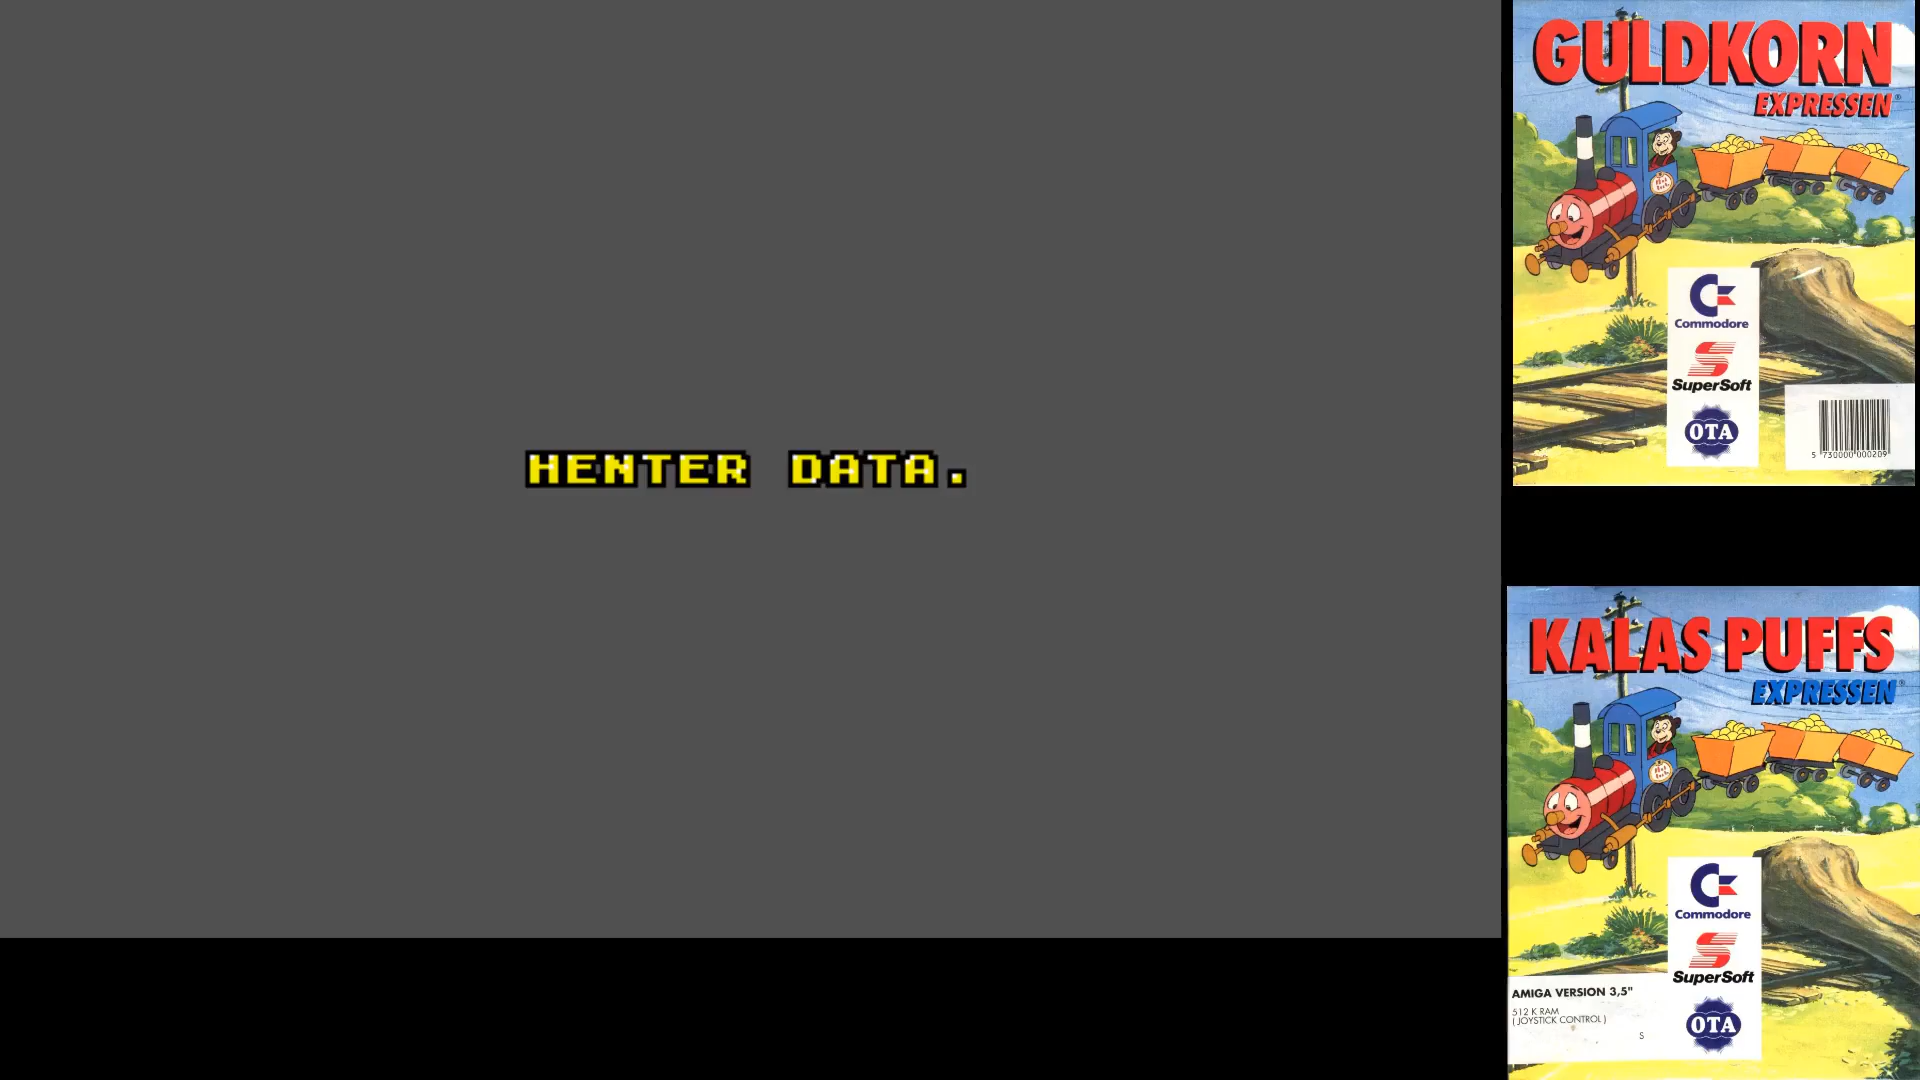 HENTER DATA.
GULDKORN
EXPRESSEN®
Commodore
SuperSoft
OTA
5 730000 000209
KALAS PUFFS
EXPRESSEN®
Commodore
SuperSoft
AMIGA VERSION 3,5"
512 K RAM
( JOYSTICK CONTROL )
S
OTA